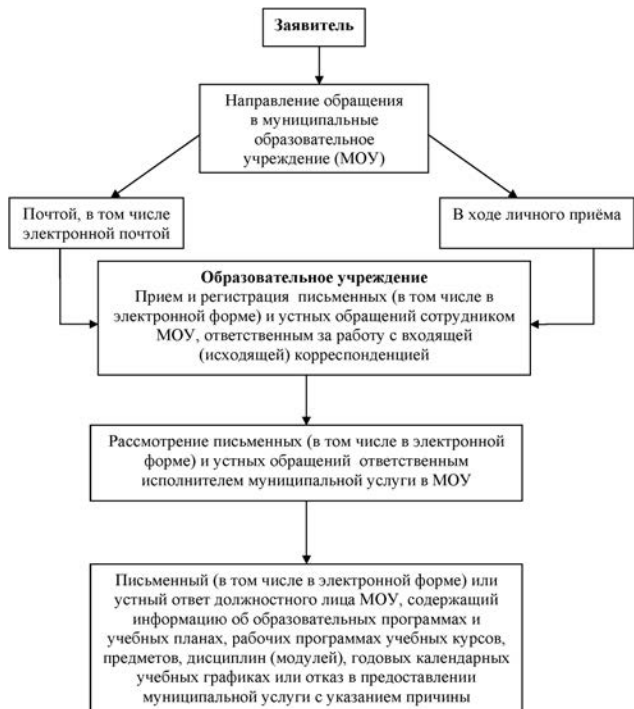 Заявитель
Направление обращения
в муниципальные
образовательное
учреждение (МОУ)
Почтой, в том числе
электронной почтой
В ходе личного приёма
Образовательное учреждение
Прием и регистрация письменных (в том числе в
электронной форме) и устных обращений сотрудником
МОУ, ответственным за работу с входящей
(исходящей) корреспонденцией
Рассмотрение письменных (в том числе в электронной
форме) и устных обращений ответственным
исполнителем муниципальной услуги в МОУ
Письменный (в том числе в электронной форме) или
устный ответ должностного лица МОУ, содержащий
информацию об образовательных программах и
учебных планах, рабочих программах учебных курсов,
предметов, дисциплин (модулей), годовых календарных
учебных графиках или отказ в предоставлении
муниципальной услуги с указанием причины